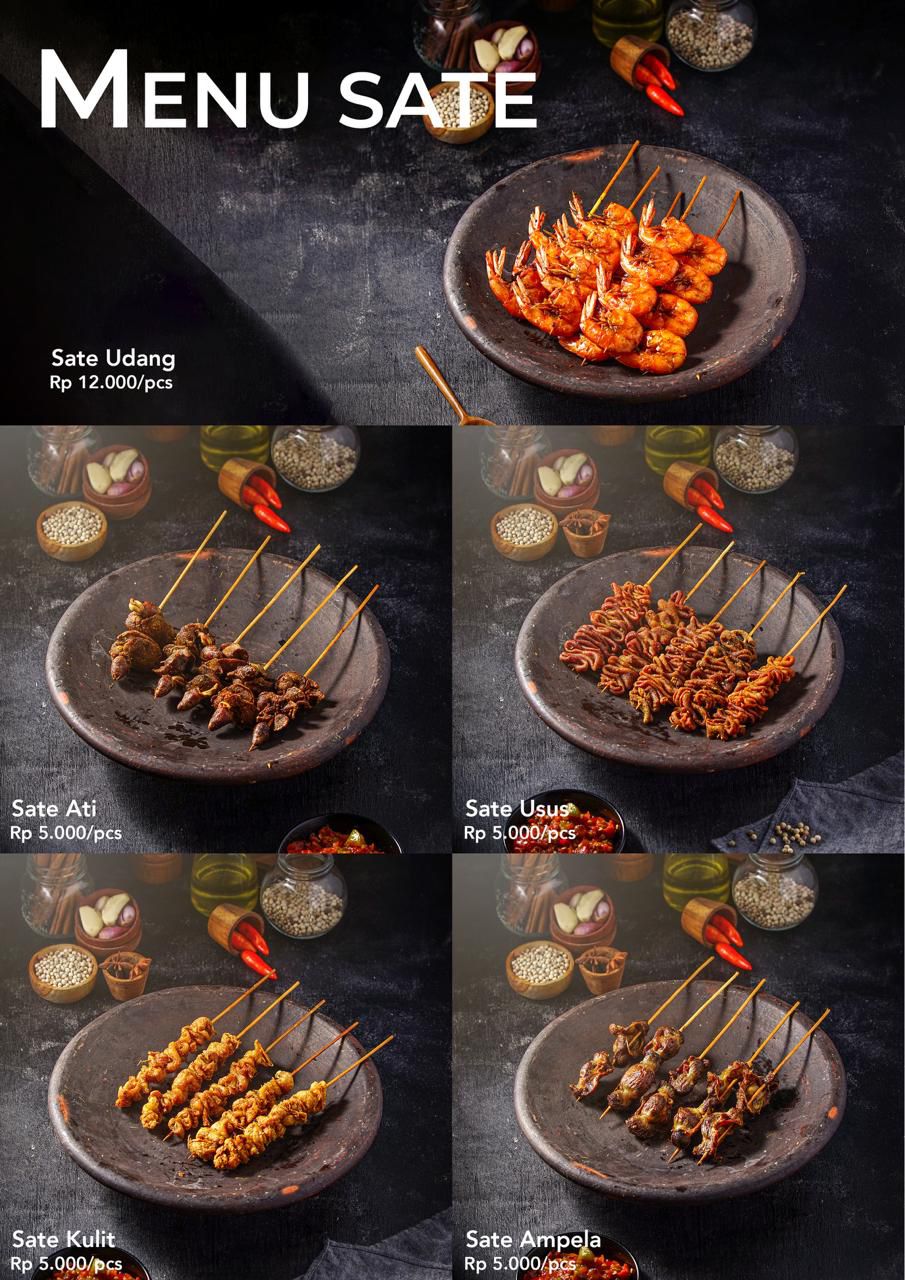 MENU SATE
Sate Udang
Rp 12.000/pcs
Sate Ati
Rp 5.000/pcs
Sate Usus
Rp 5.000/pcs
Sate Kulit
Rp 5.000/pcs
Sate Ampela
Rp 5.000/pcs